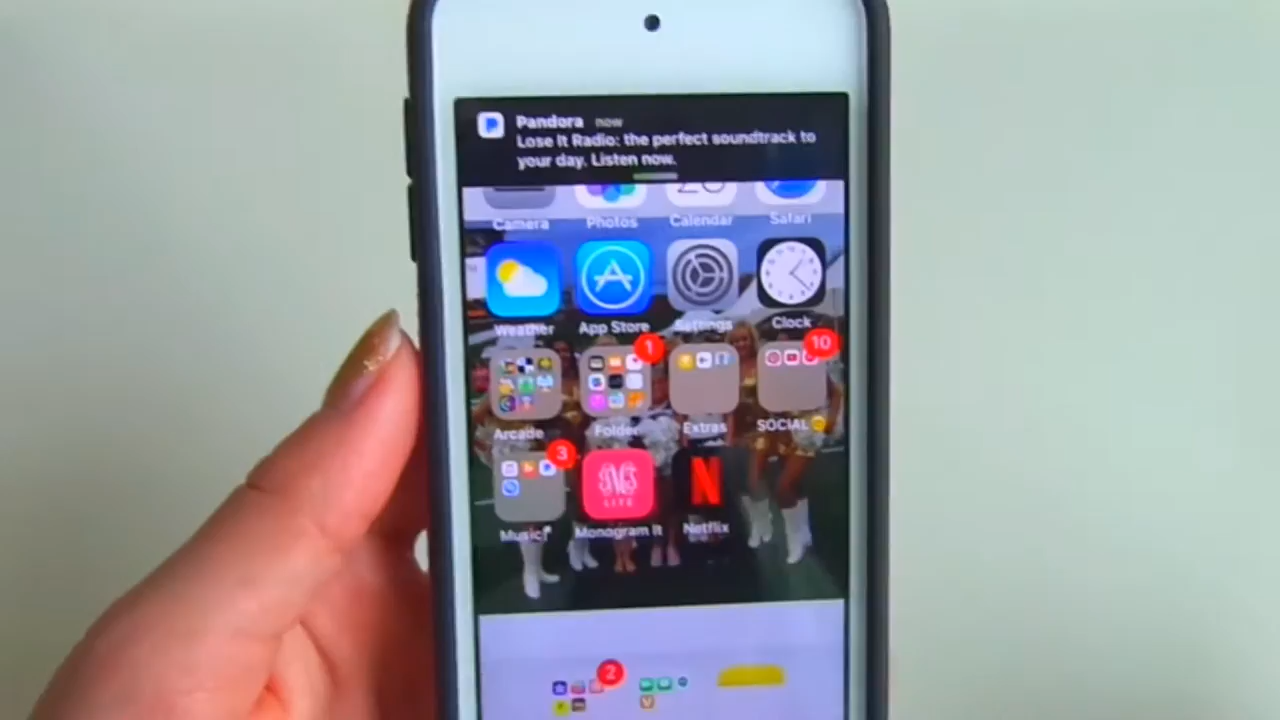 Pandora now
Lose It Radio: the perfect soundtrack to
your day. Listen now.
Camera Photos Calendar Safari
Weather App Store Settings Clock
1 10
Arcade Folder Extras SOCIAL
3
N
LITE
Music Monogram It Netflix
2